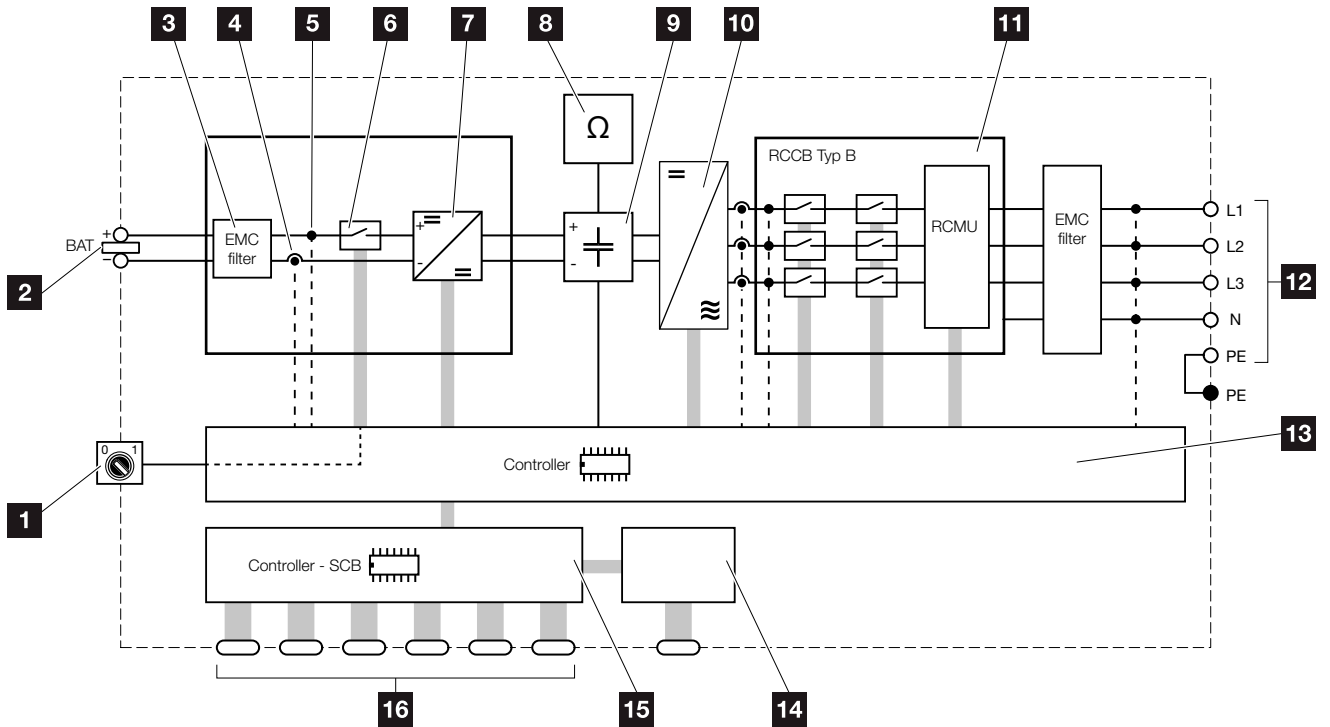 3 4 5 6 7 8 9 10 11
Ω
RCCB Typ B
=
+ =
+
EMC
filter
RCMU
EMC
filter
L1
L2
L3
N
PE
PE
+
BAT
−
- =
-
≋
2
12
0 1
Controller
13
1
Controller - SCB
16 15 14